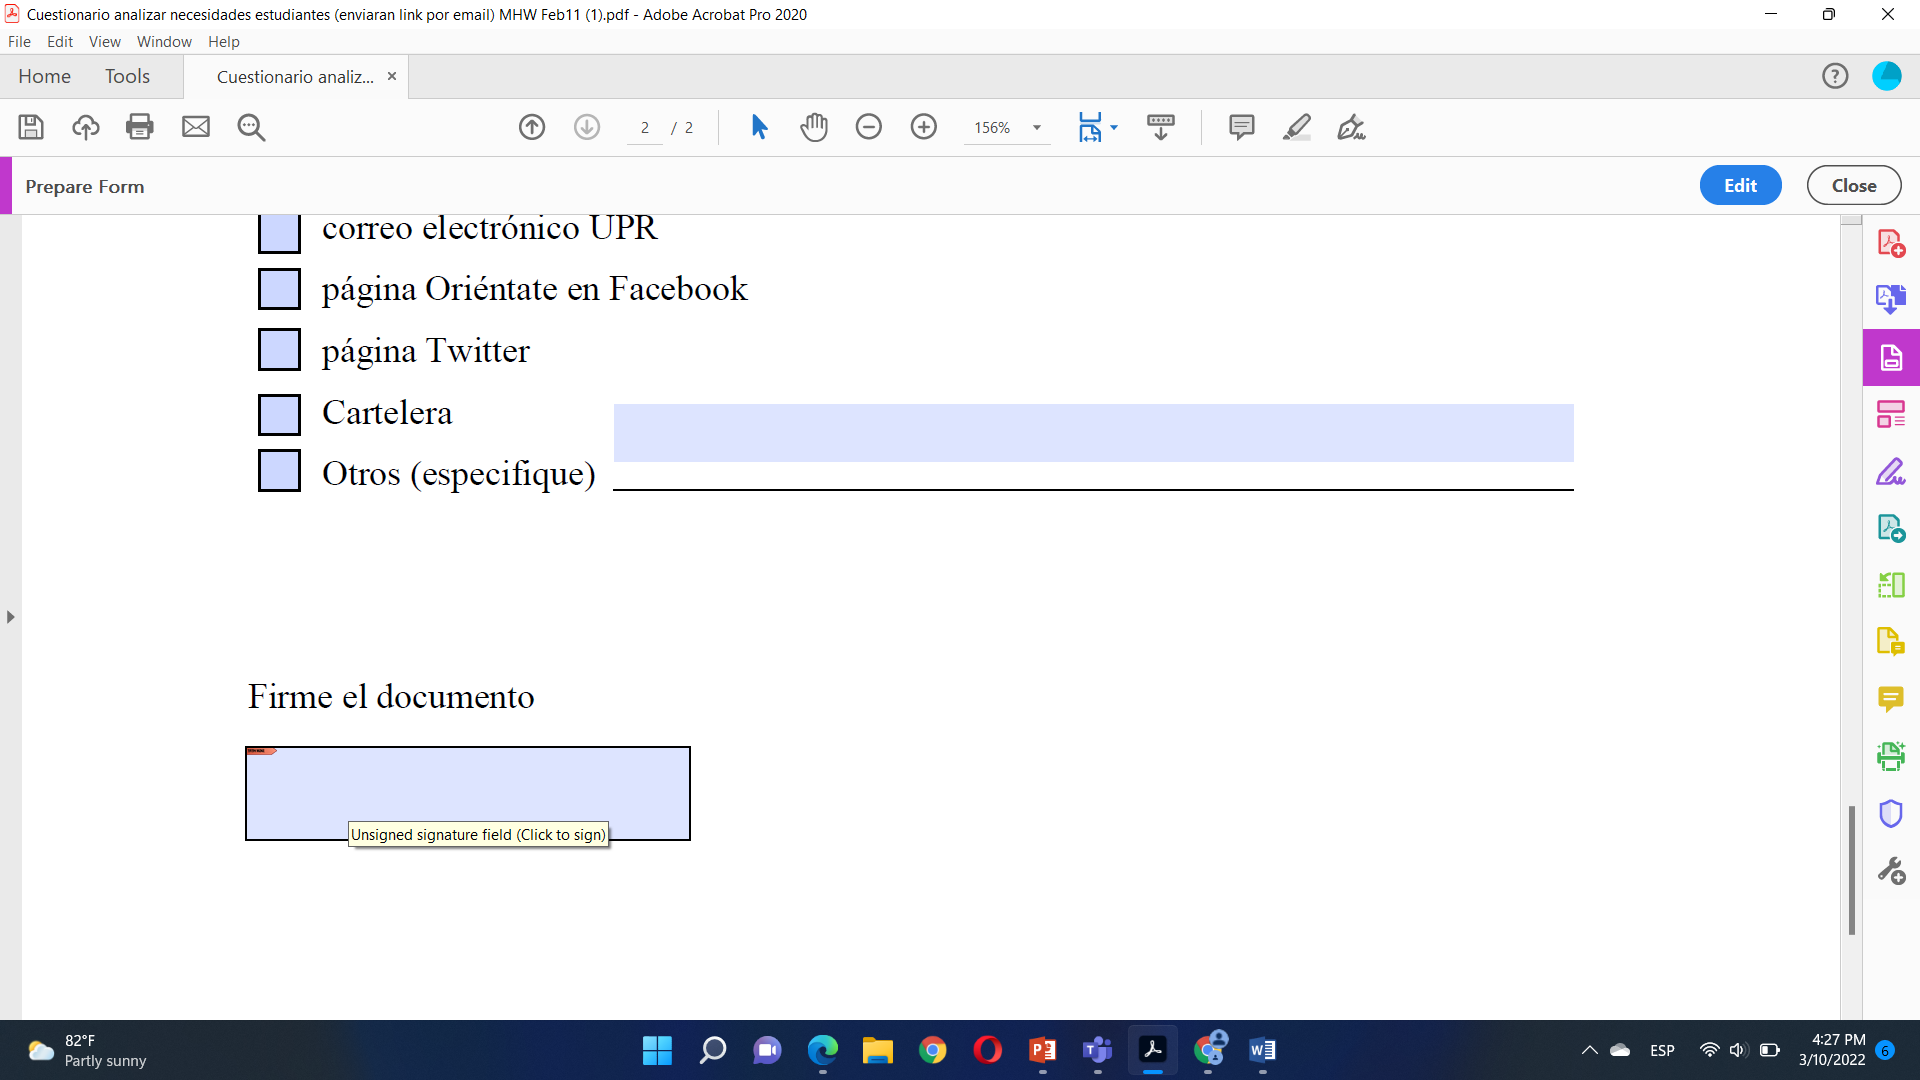 Cuestionario analizar necesidades estudiantes (enviaran link por email) MHW Feb11 (1).pdf - Adobe Acrobat Pro 2020
File Edit View Window Help
Home Tools Cuestionario analiz... ×
2 / 2 156%
Prepare Form Edit Close
correo electrónico UPR
página Oriéntate en Facebook
página Twitter
Cartelera
Otros (especifique)
Firme el documento
Unsigned signature field (Click to sign)
82°F
Partly sunny
ESP
4:27 PM
3/10/2022
6